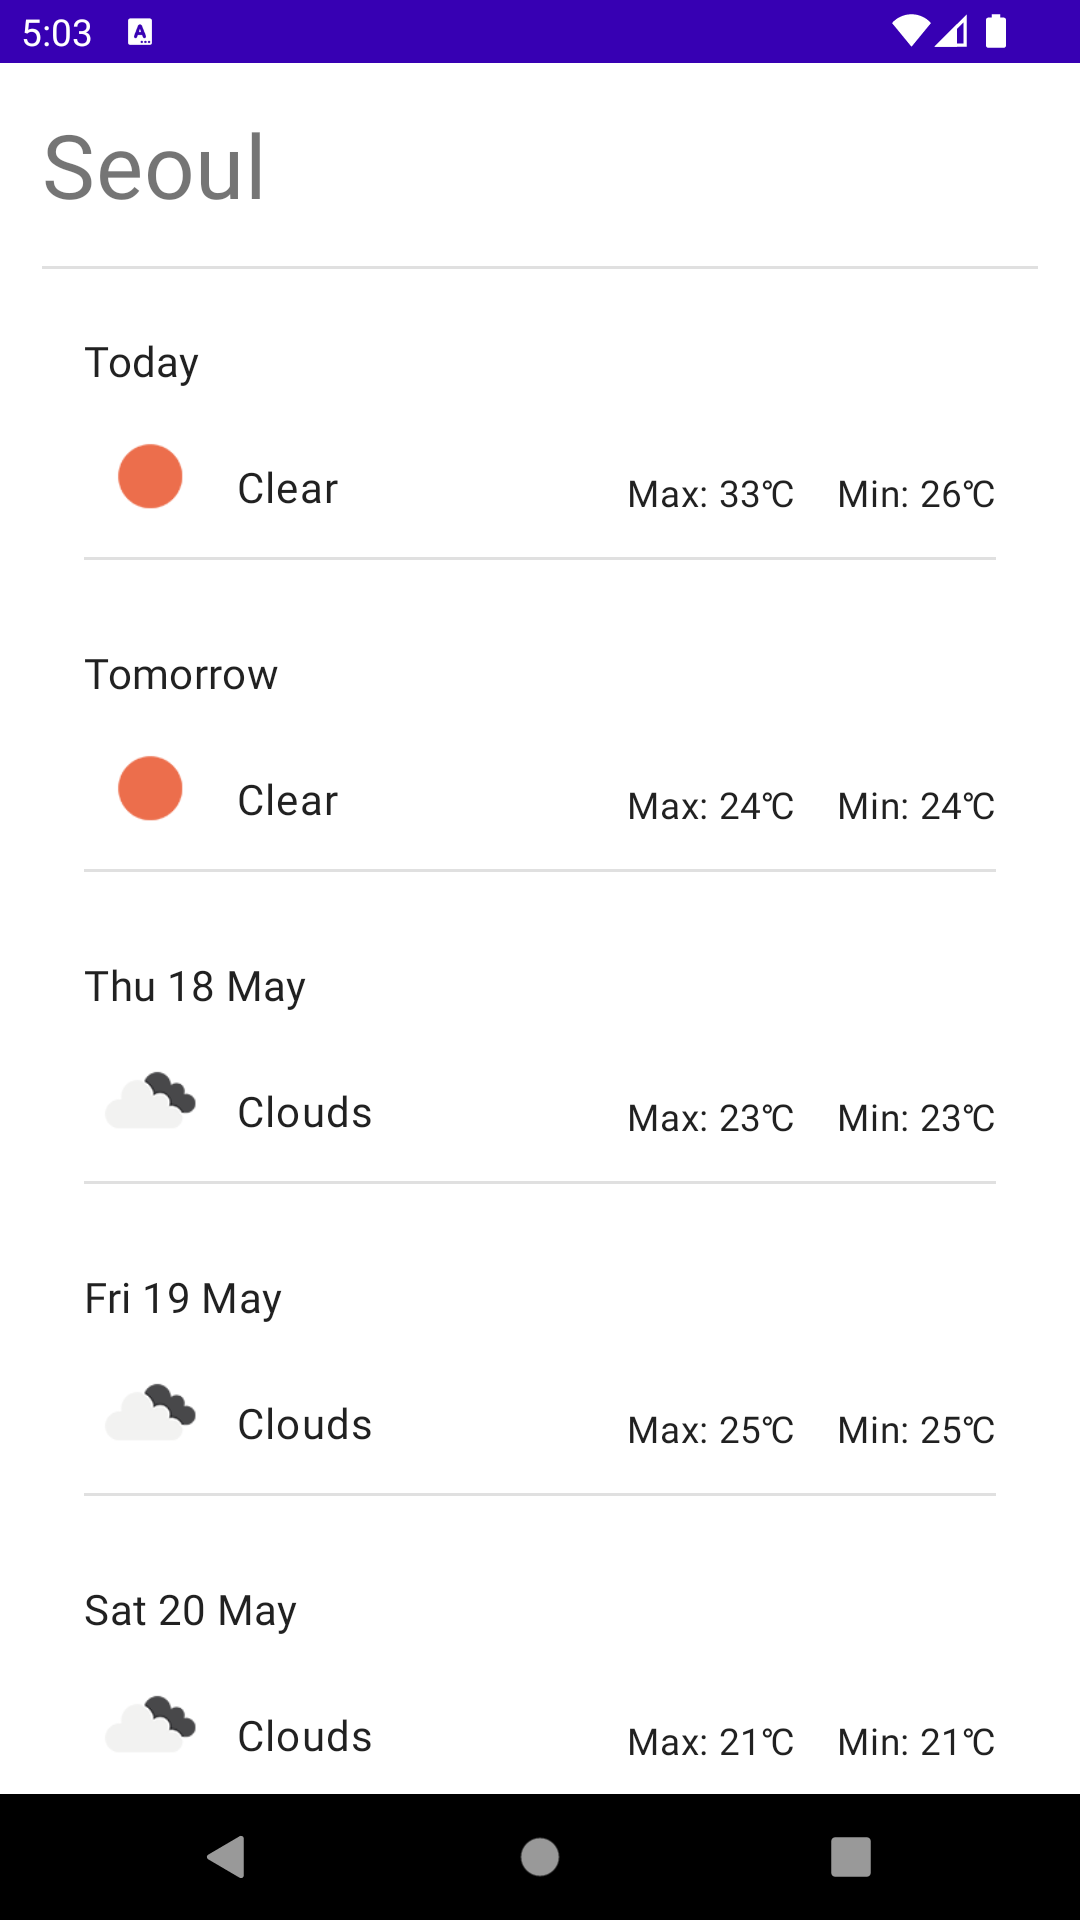 5:03
Seoul
Today
Clear Max: 33℃ Min: 26℃
Tomorrow
Clear Max: 24℃ Min: 24℃
Thu 18 May
Clouds Max: 23℃ Min: 23℃
Fri 19 May
Clouds Max: 25℃ Min: 25℃
Sat 20 May
Clouds Max: 21℃ Min: 21℃